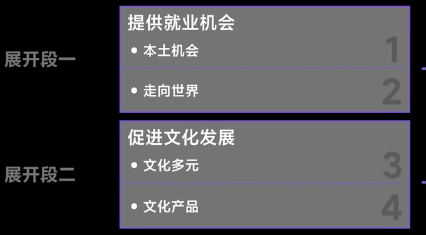 提供就业机会
展开段一
• 本土机会
1
• 走向世界
2
促进文化发展
展开段二
• 文化多元
3
• 文化产品
4